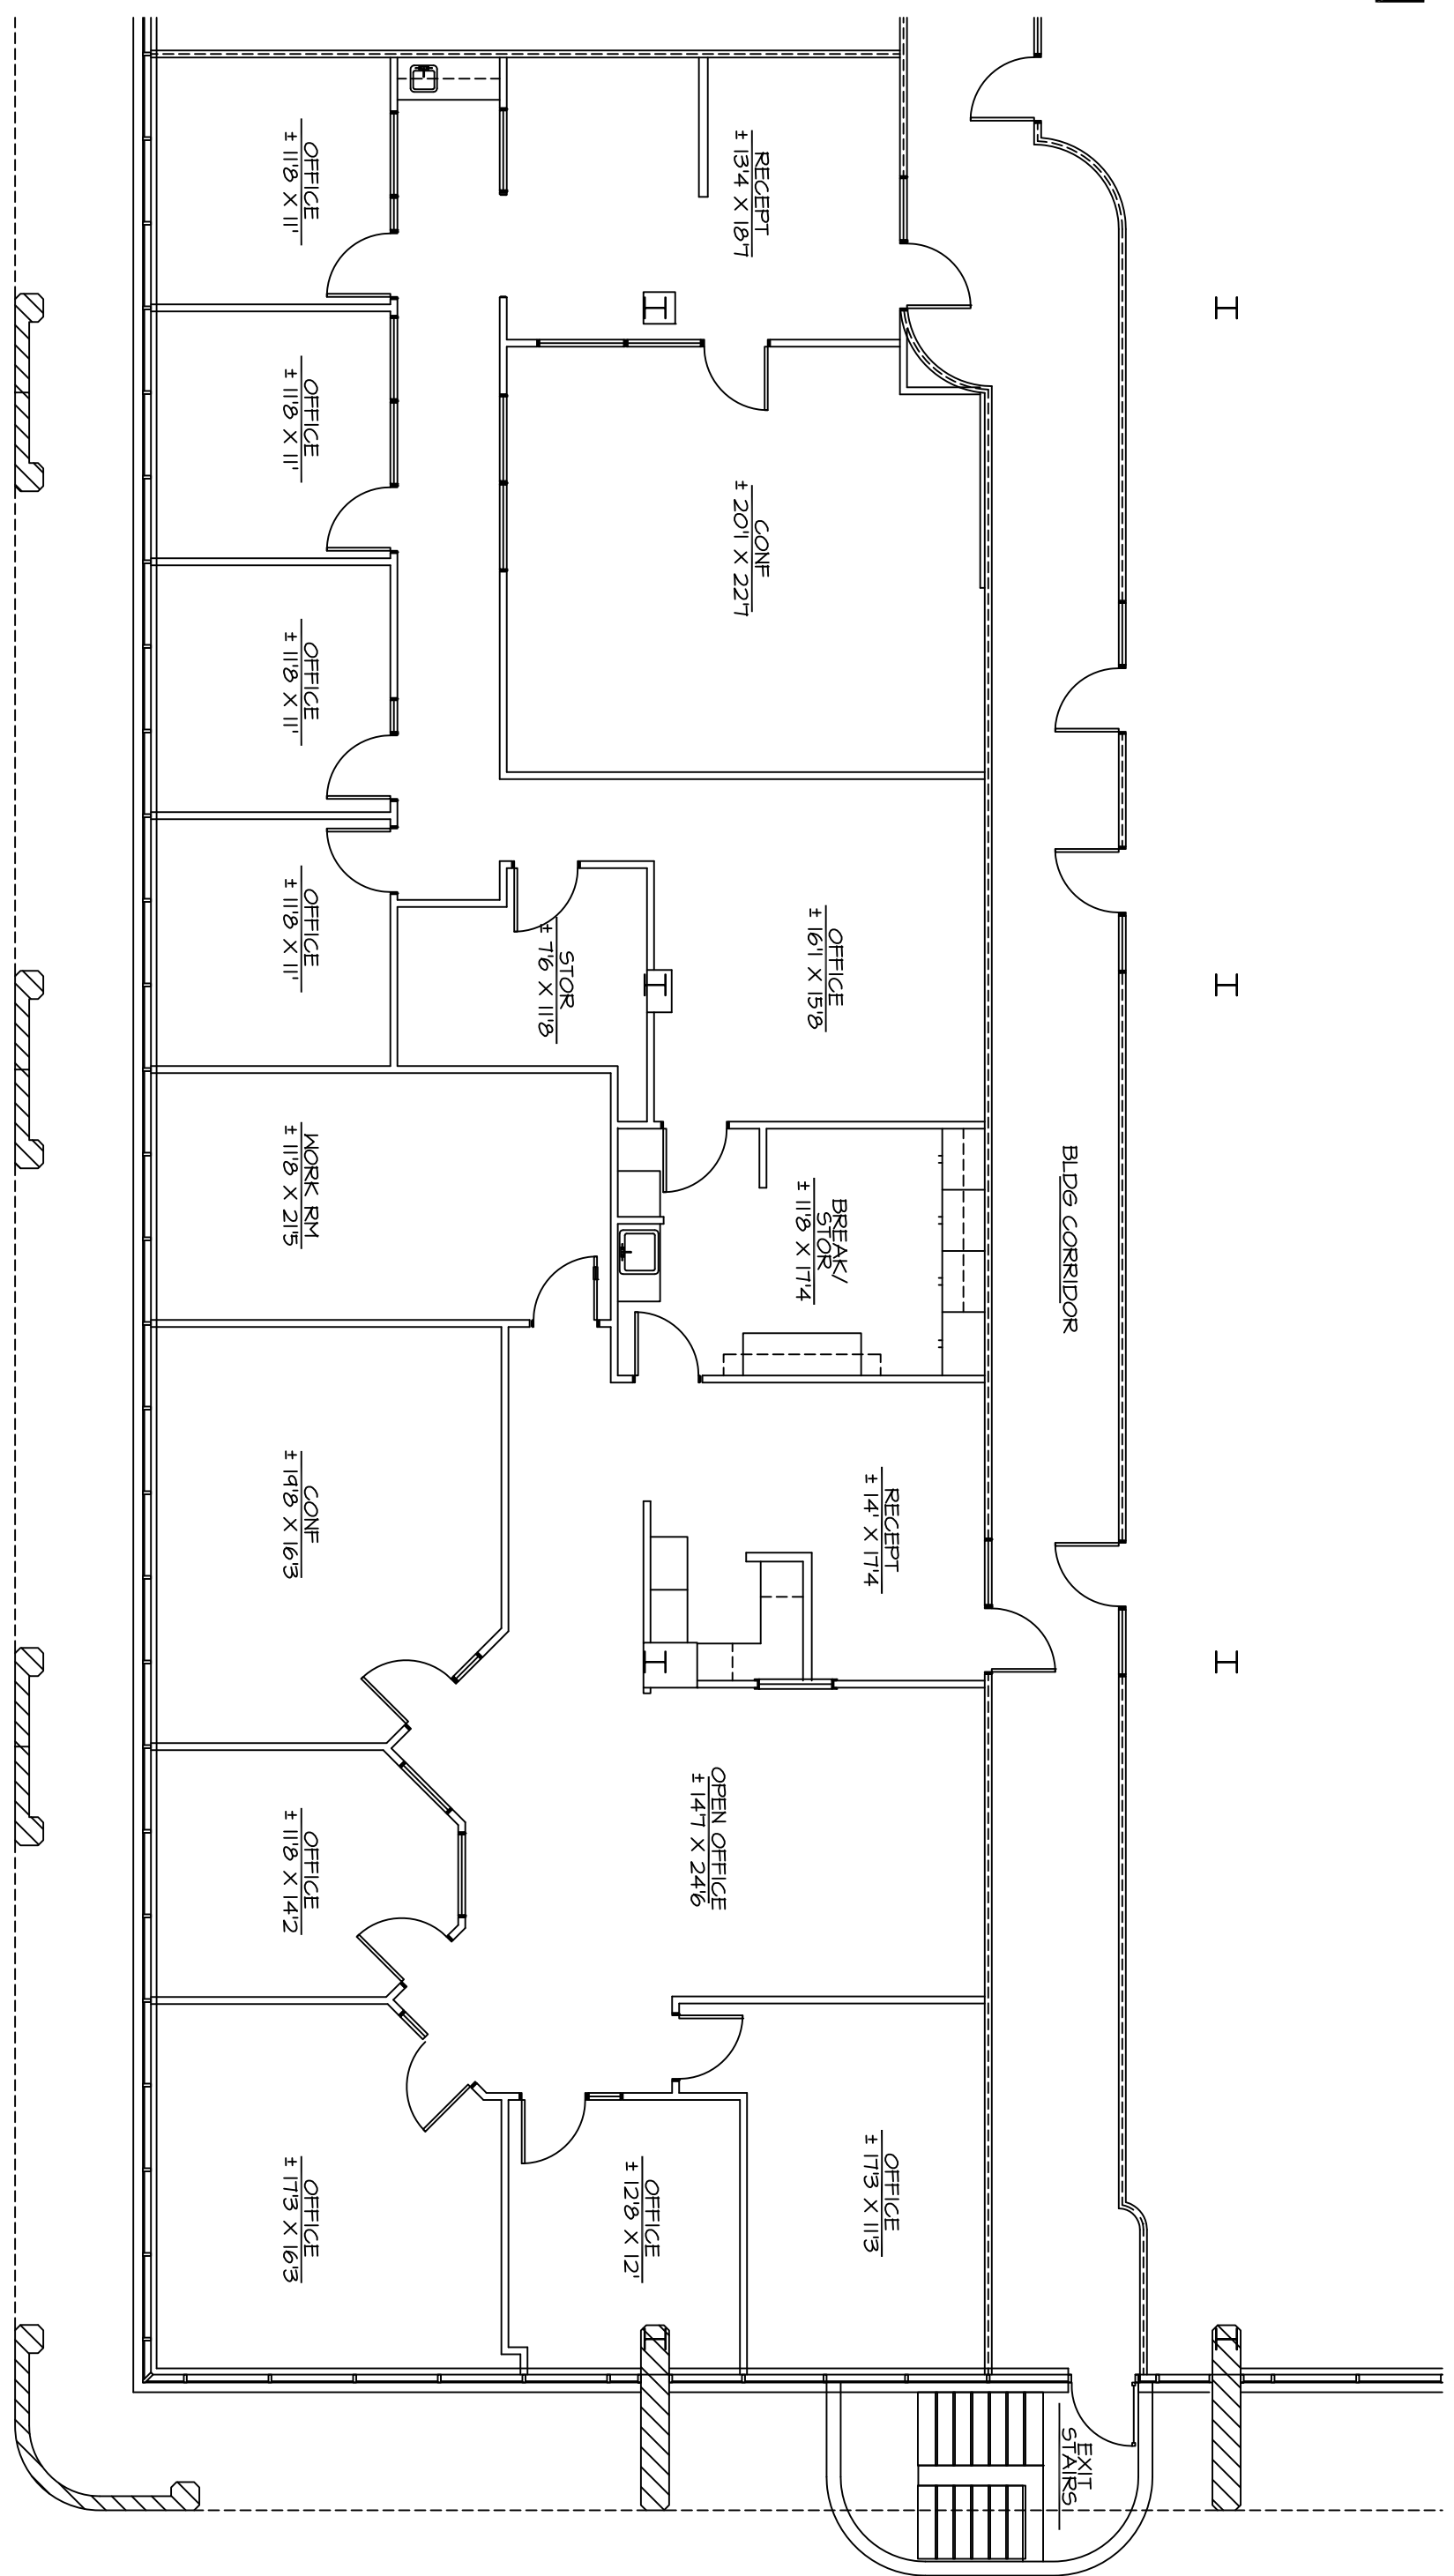 BLDG CORRIDOR
EXIT
STAIRS
RECEPT
± 13'4 X 18'7
CONF
± 20'1 X 22'7
OFFICE
± 16'1 X 15'8
BREAK/
STOR
± 11'8 X 17'4
RECEPT
± 14' X 17'4
OPEN OFFICE
± 14'7 X 24'6
OFFICE
± 17'3 X 11'3
STOR
± 7'6 X 11'8
OFFICE
± 12'8 X 12'
OFFICE
± 11'8 X 11'
OFFICE
± 11'8 X 11'
OFFICE
± 11'8 X 11'
OFFICE
± 11'8 X 11'
WORK RM
± 11'8 X 21'5
CONF
± 19'8 X 16'3
OFFICE
± 11'8 X 14'2
OFFICE
± 17'3 X 16'3